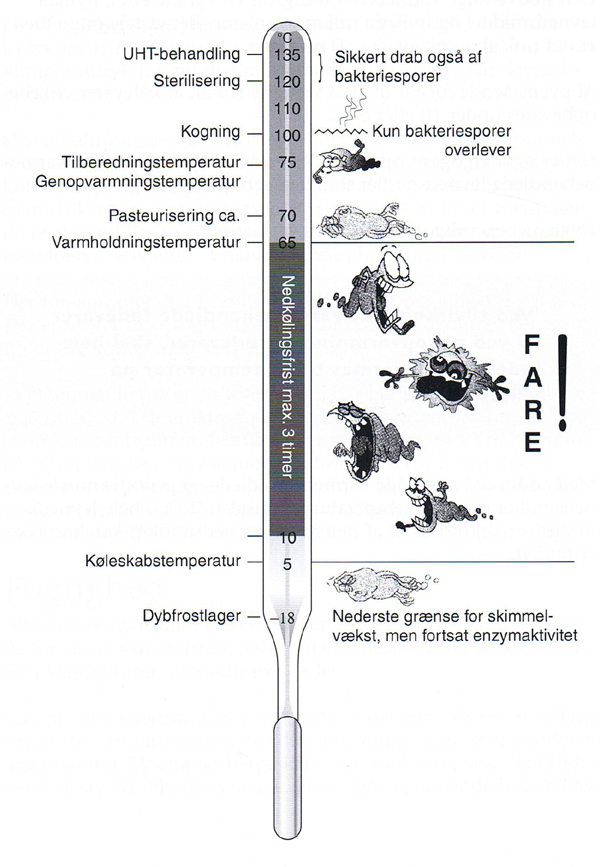 °C
UHT-behandling
135
Sikkert drab også af
bakteriesporer
Sterilisering
120
110
Kogning
100
Kun bakteriesporer
overlever
Tilberedningstemperatur
75
Genopvarmningstemperatur
Pasteurisering ca.
70
Varmholdningstemperatur
65
Nedkølingsfrist max. 3 timer
FARE!
10
Køleskabstemperatur
5
Dybfrostlager
-18
Nederste grænse for skimmel-
vækst, men fortsat enzymaktivitet